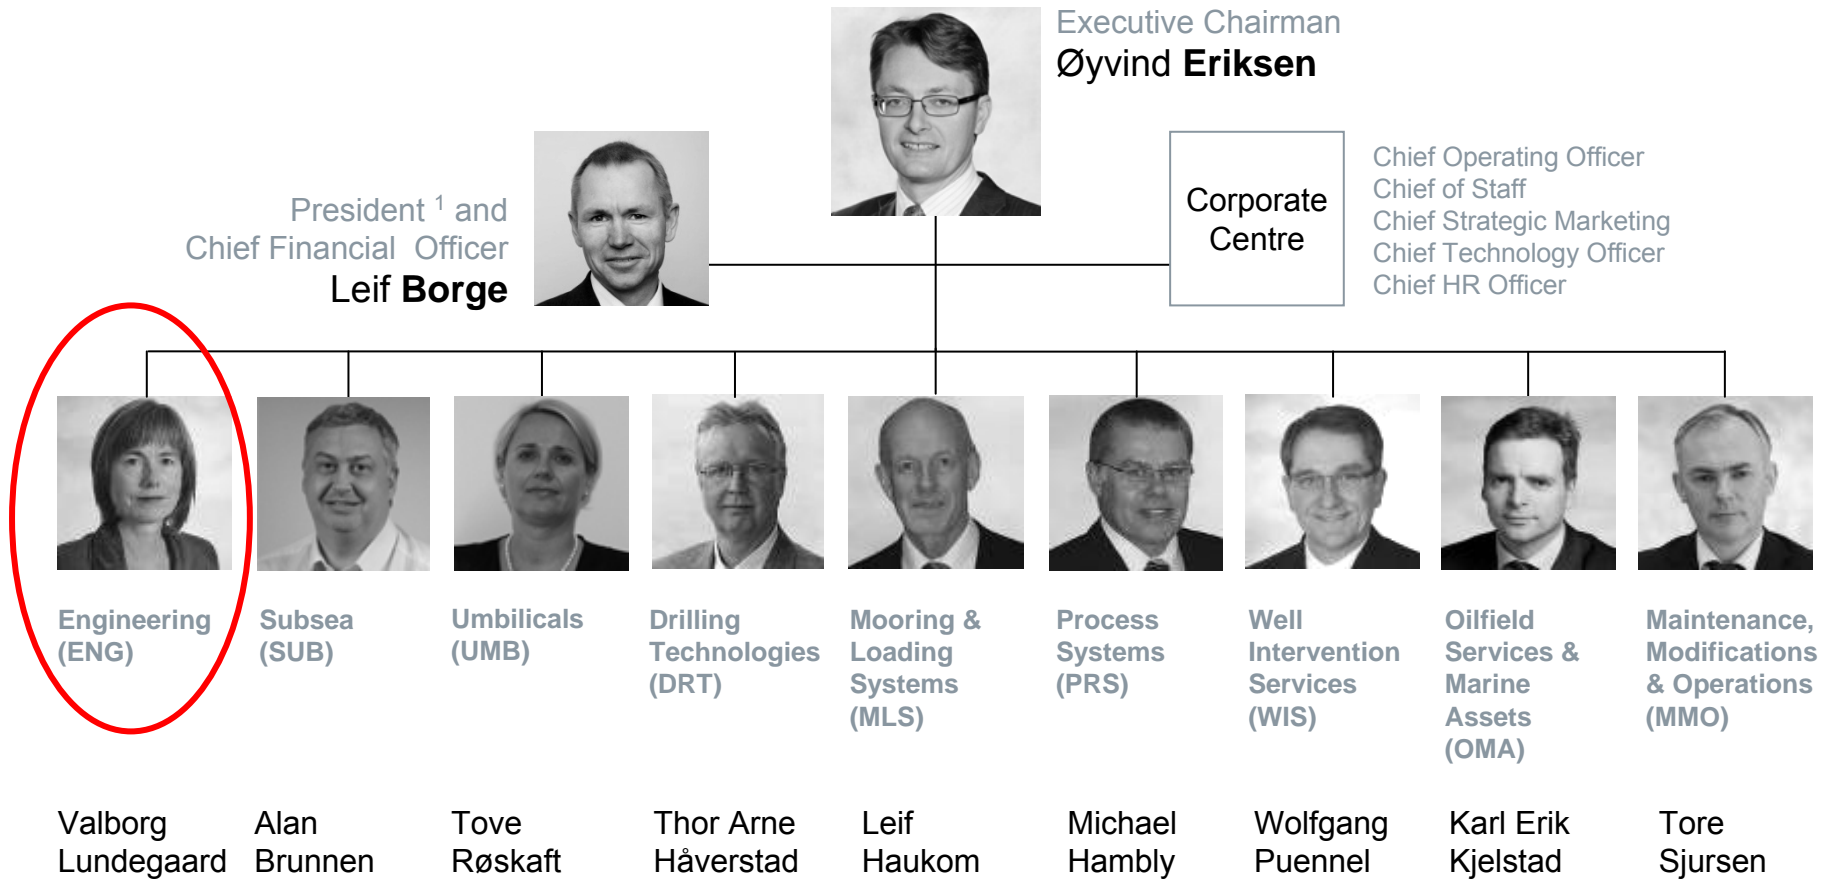 Executive Chairman
Øyvind Eriksen
President 1 and
Chief Financial Officer
Leif Borge
Corporate
Centre
Chief Operating Officer
Chief of Staff
Chief Strategic Marketing
Chief Technology Officer
Chief HR Officer
Engineering
(ENG)
Subsea
(SUB)
Umbilicals
(UMB)
Drilling
Technologies
(DRT)
Mooring &
Loading
Systems
(MLS)
Process
Systems
(PRS)
Well
Intervention
Services
(WIS)
Oilfield
Services &
Marine
Assets
(OMA)
Maintenance,
Modifications
& Operations
(MMO)
Valborg
Lundegaard
Alan
Brunnen
Tove
Røskaft
Thor Arne
Håverstad
Leif
Haukom
Michael
Hambly
Wolfgang
Puennel
Karl Erik
Kjelstad
Tore
Sjursen